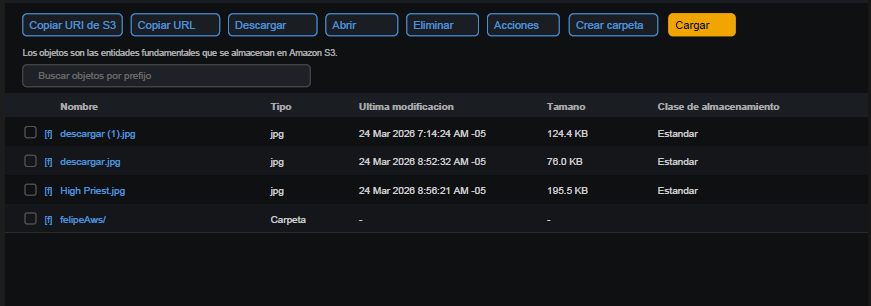 Copiar URI de S3 Copiar URL Descargar Abrir Eliminar Acciones Crear carpeta Cargar
Los objetos son las entidades fundamentales que se almacenan en Amazon S3.
Buscar objetos por prefijo
Nombre Tipo Ultima modificacion Tamano Clase de almacenamiento
[f] descargar (1).jpg jpg 24 Mar 2026 7:14:24 AM -05 124.4 KB Estandar
[f] descargar.jpg jpg 24 Mar 2026 8:52:32 AM -05 76.0 KB Estandar
[f] High Priest.jpg jpg 24 Mar 2026 8:56:21 AM -05 195.5 KB Estandar
[f] felipeAws/ Carpeta - -